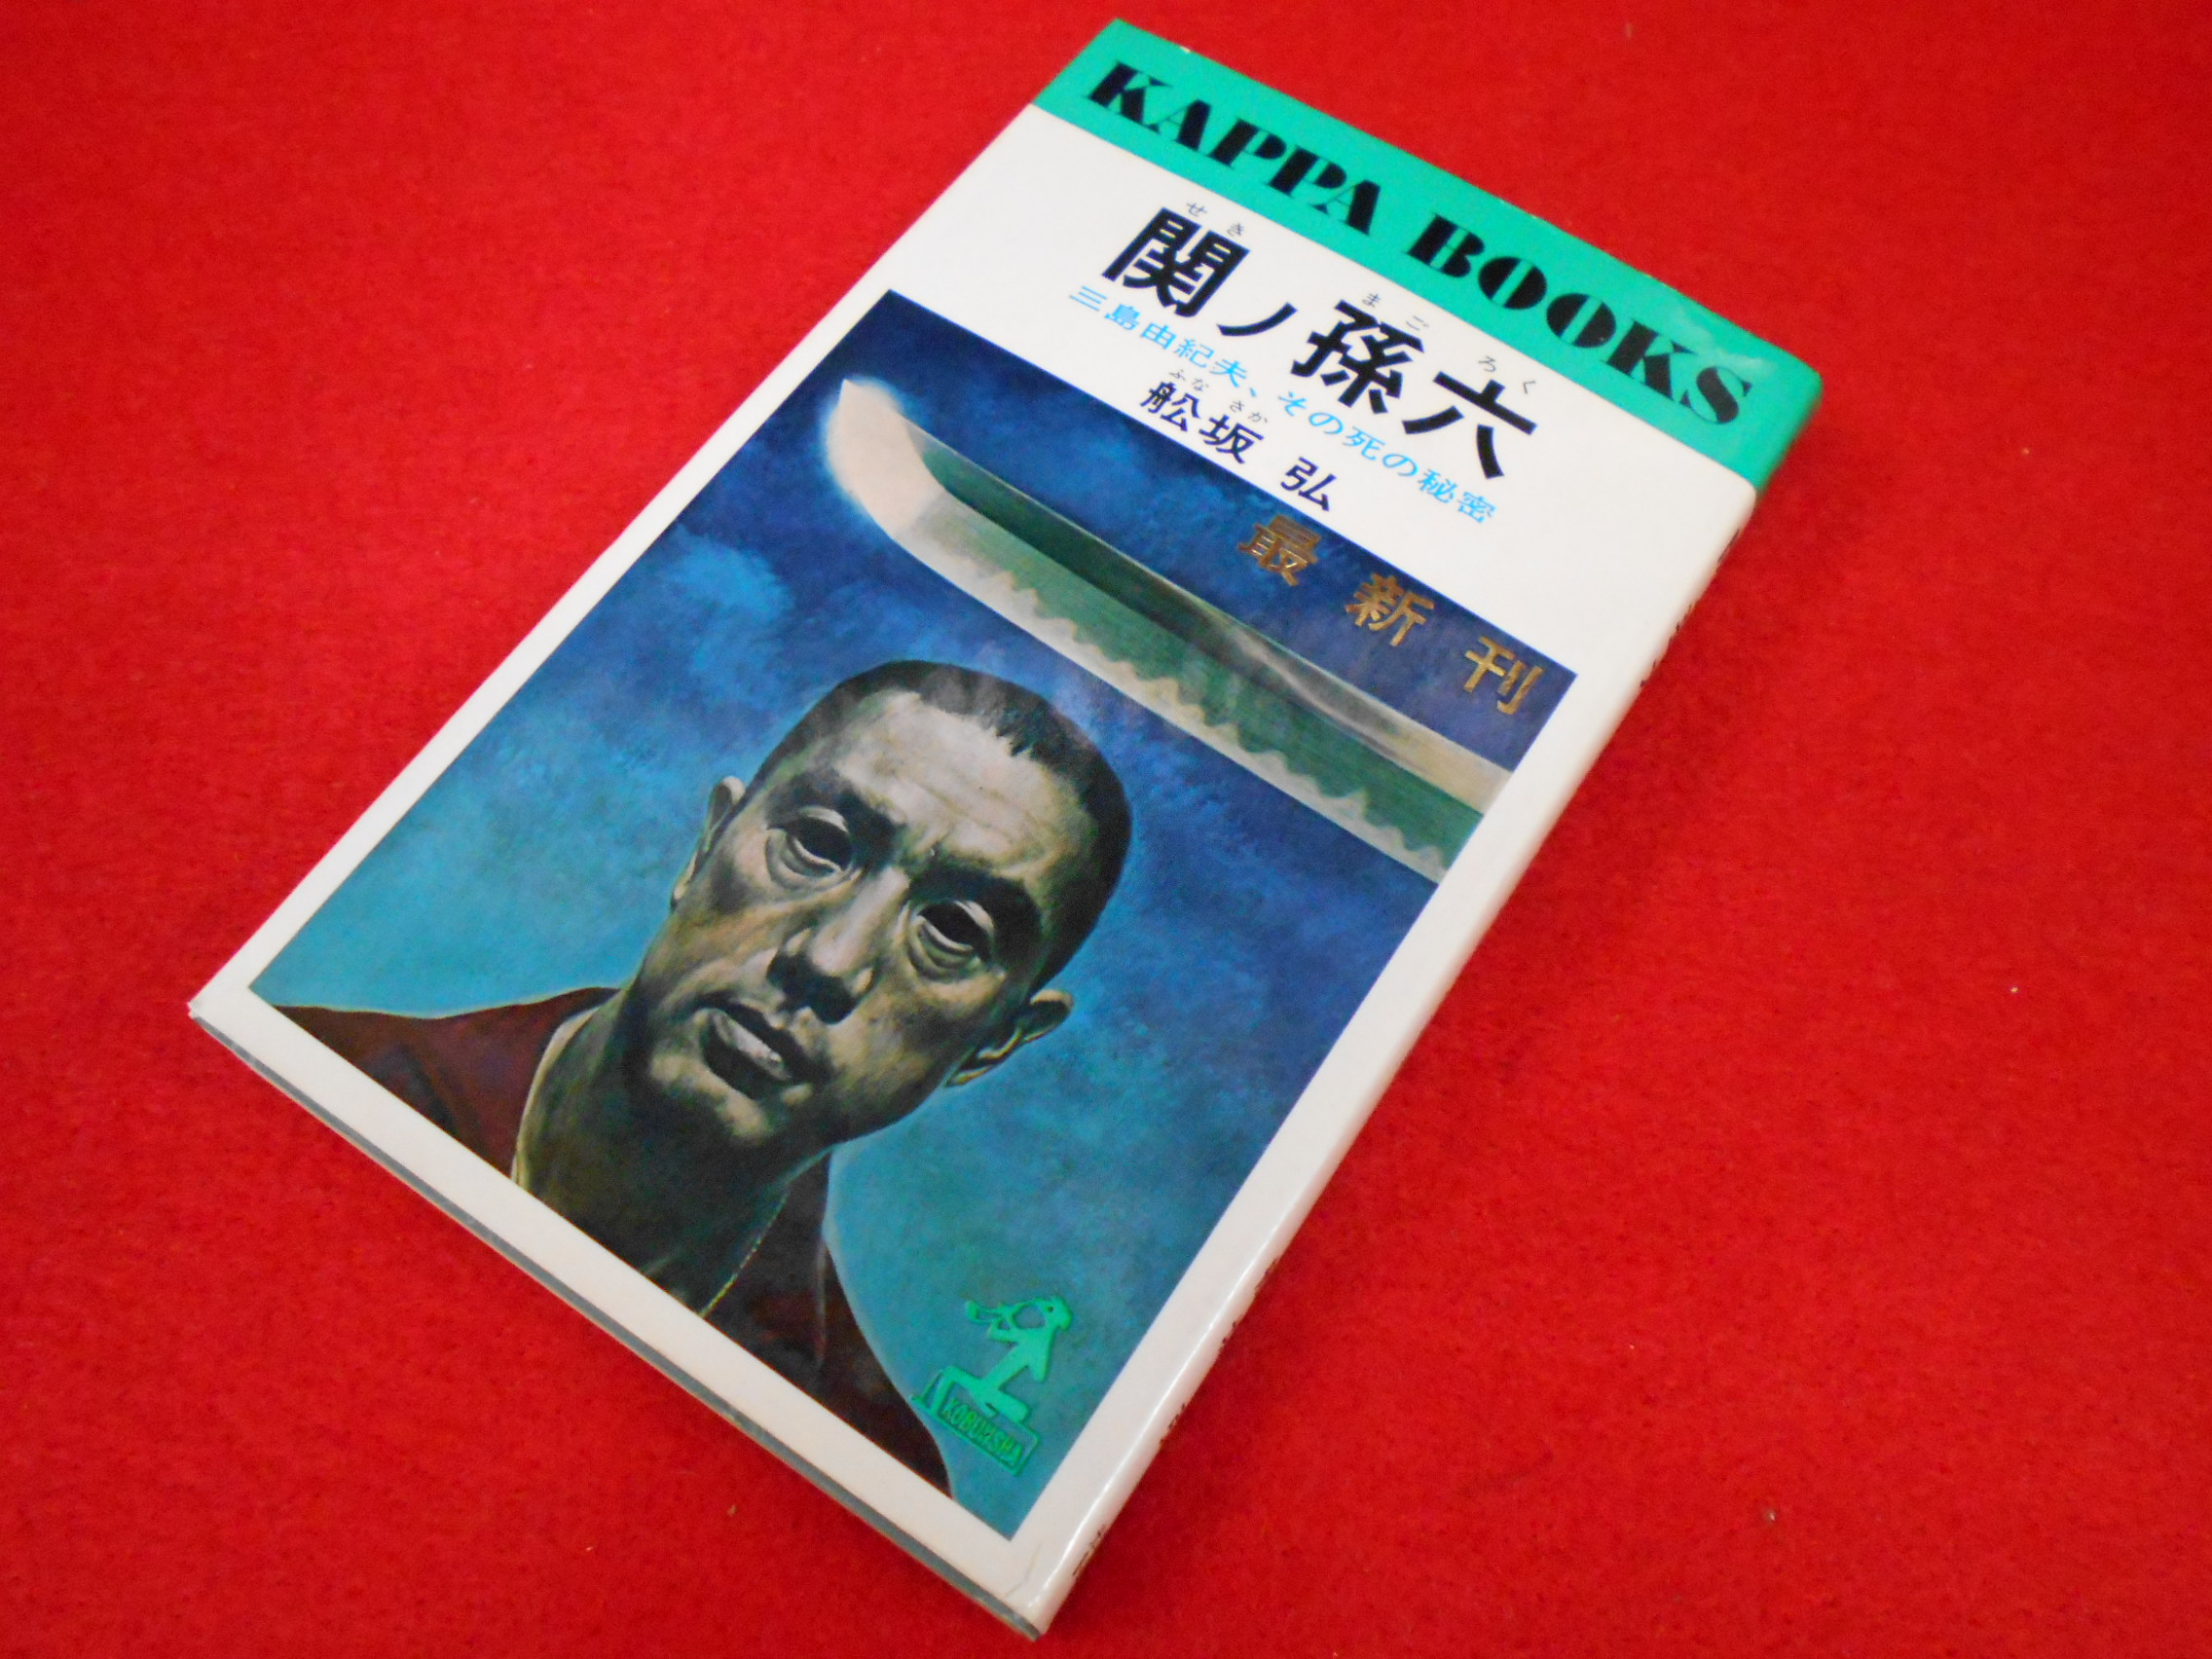 KAPPA BOOKS
せき まご ろく
関ノ孫六
三島由紀夫、その死の秘密
ふな さか
舩坂 弘
最新刊
KOBUNSHA